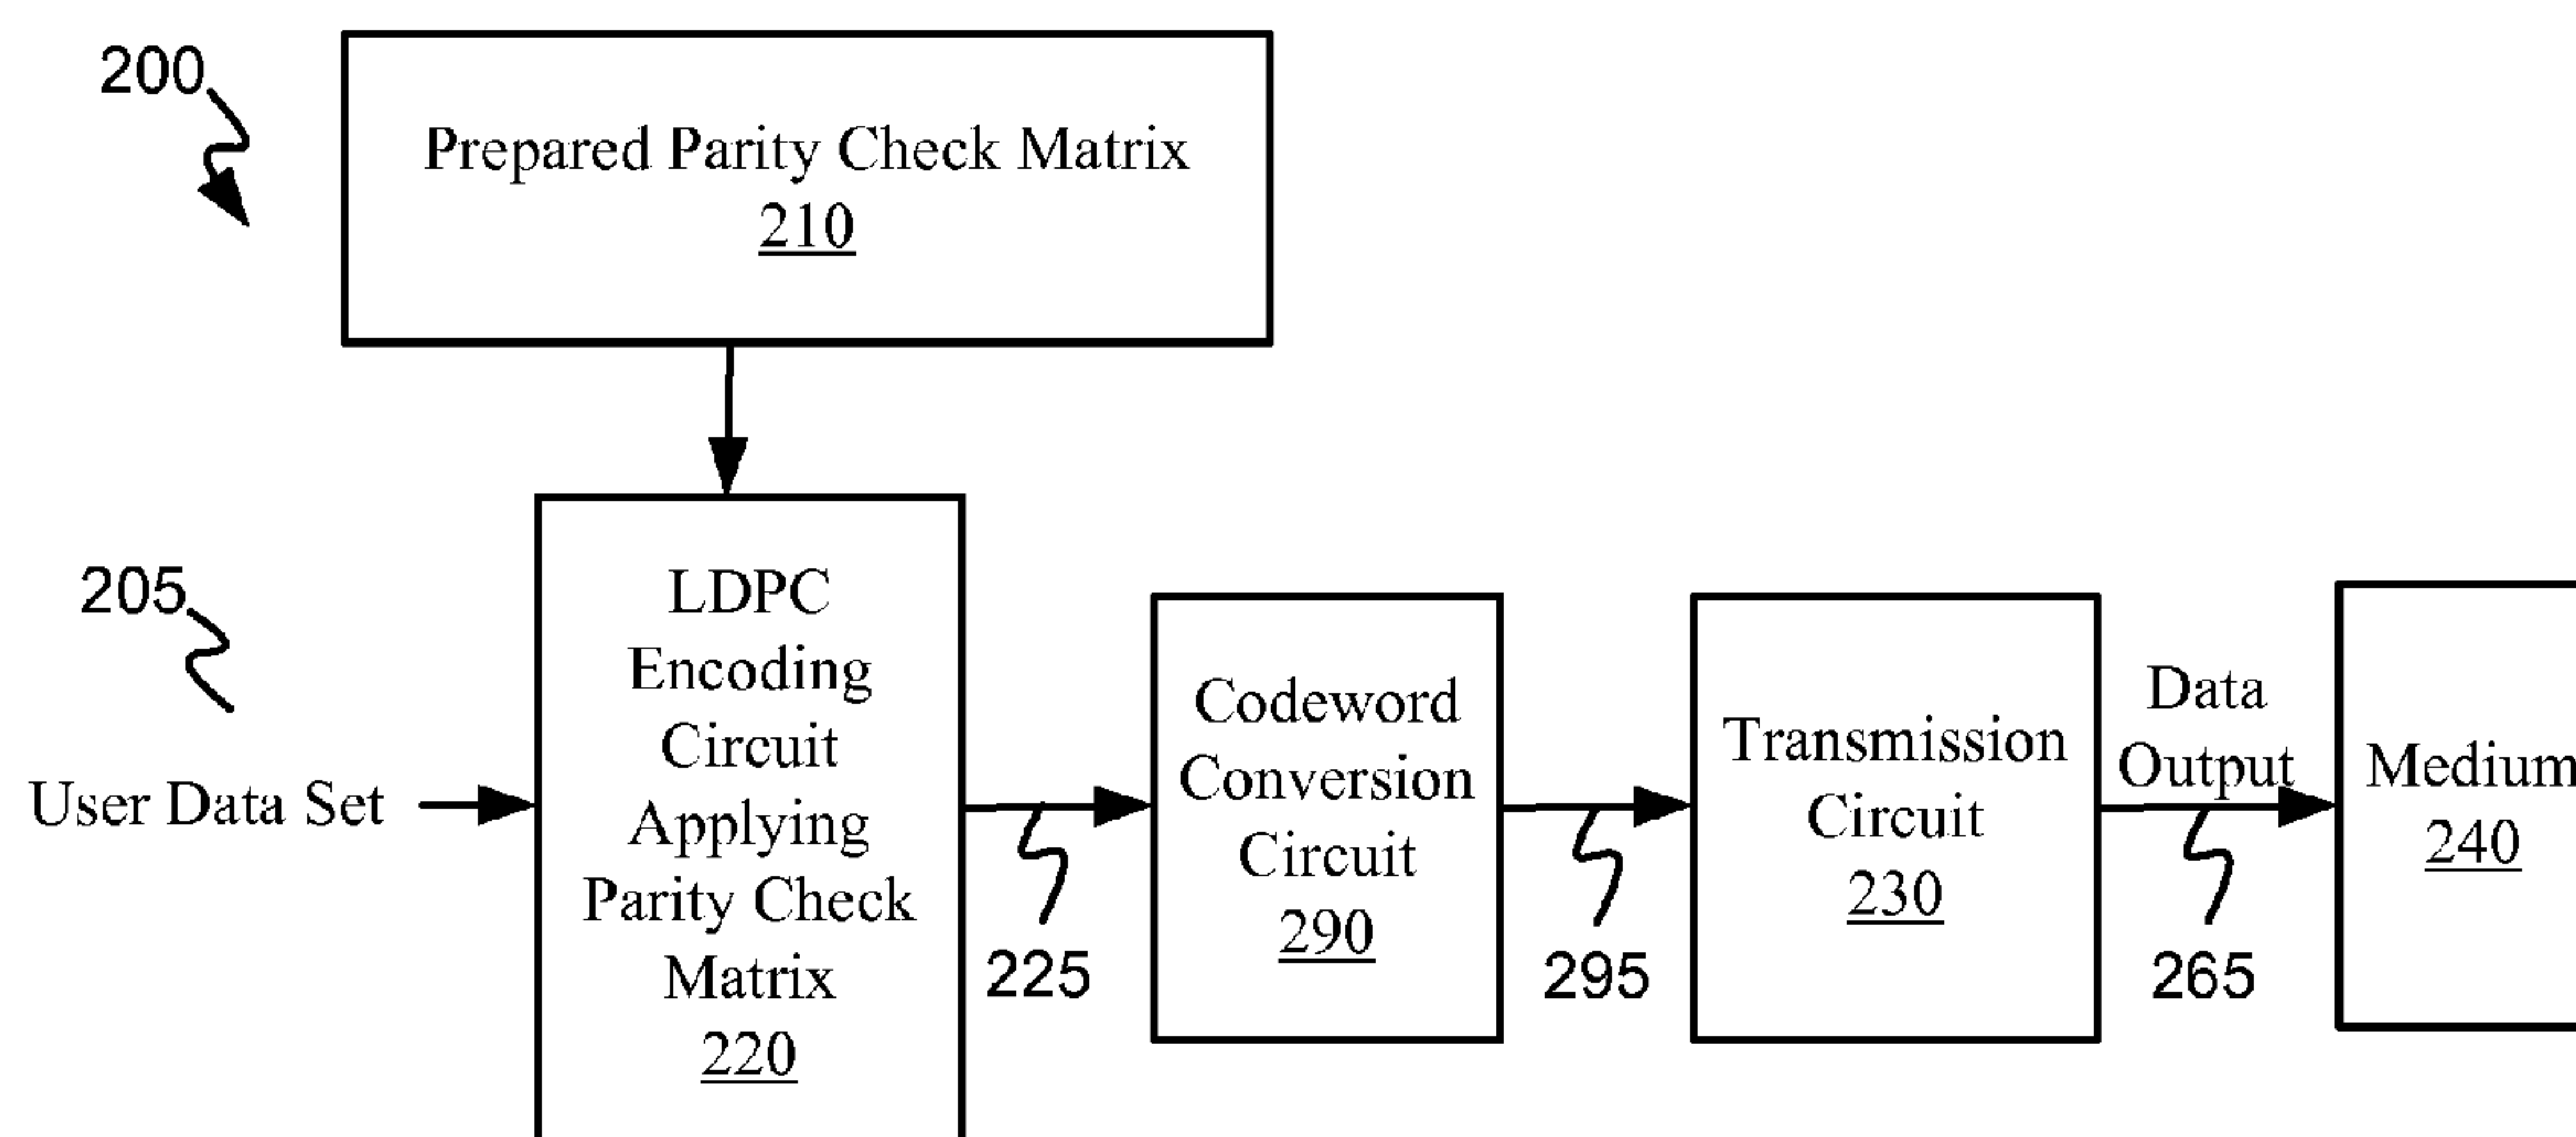 200
Prepared Parity Check Matrix
210
205
User Data Set
LDPC
Encoding
Circuit
Applying
Parity Check
Matrix
220
225
Codeword
Conversion
Circuit
290
295
Transmission
Circuit
230
Data
Output
265
Medium
240